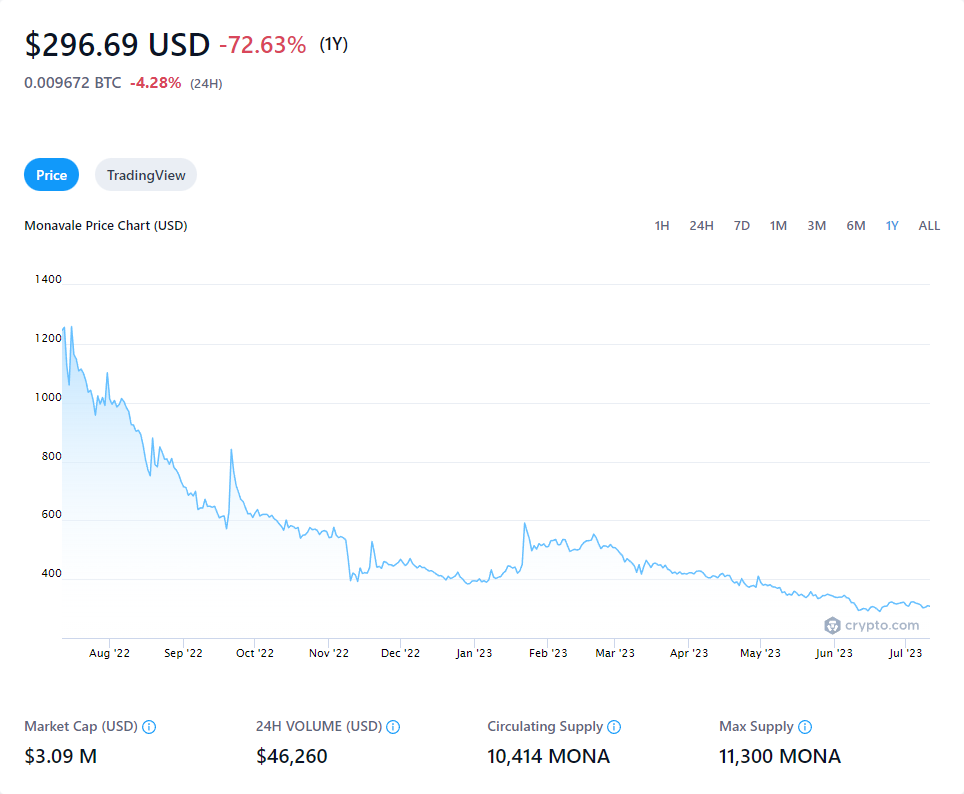 $296.69 USD -72.63% (1Y)
0.009672 BTC -4.28% (24H)
Price TradingView
Monavale Price Chart (USD) 1H 24H 7D 1M 3M 6M 1Y ALL
1400
1200
1000
800
600
400
crypto.com
Aug '22 Sep '22 Oct '22 Nov '22 Dec '22 Jan '23 Feb '23 Mar '23 Apr '23 May '23 Jun '23 Jul '23
Market Cap (USD) 24H VOLUME (USD) Circulating Supply Max Supply
$3.09 M $46,260 10,414 MONA 11,300 MONA